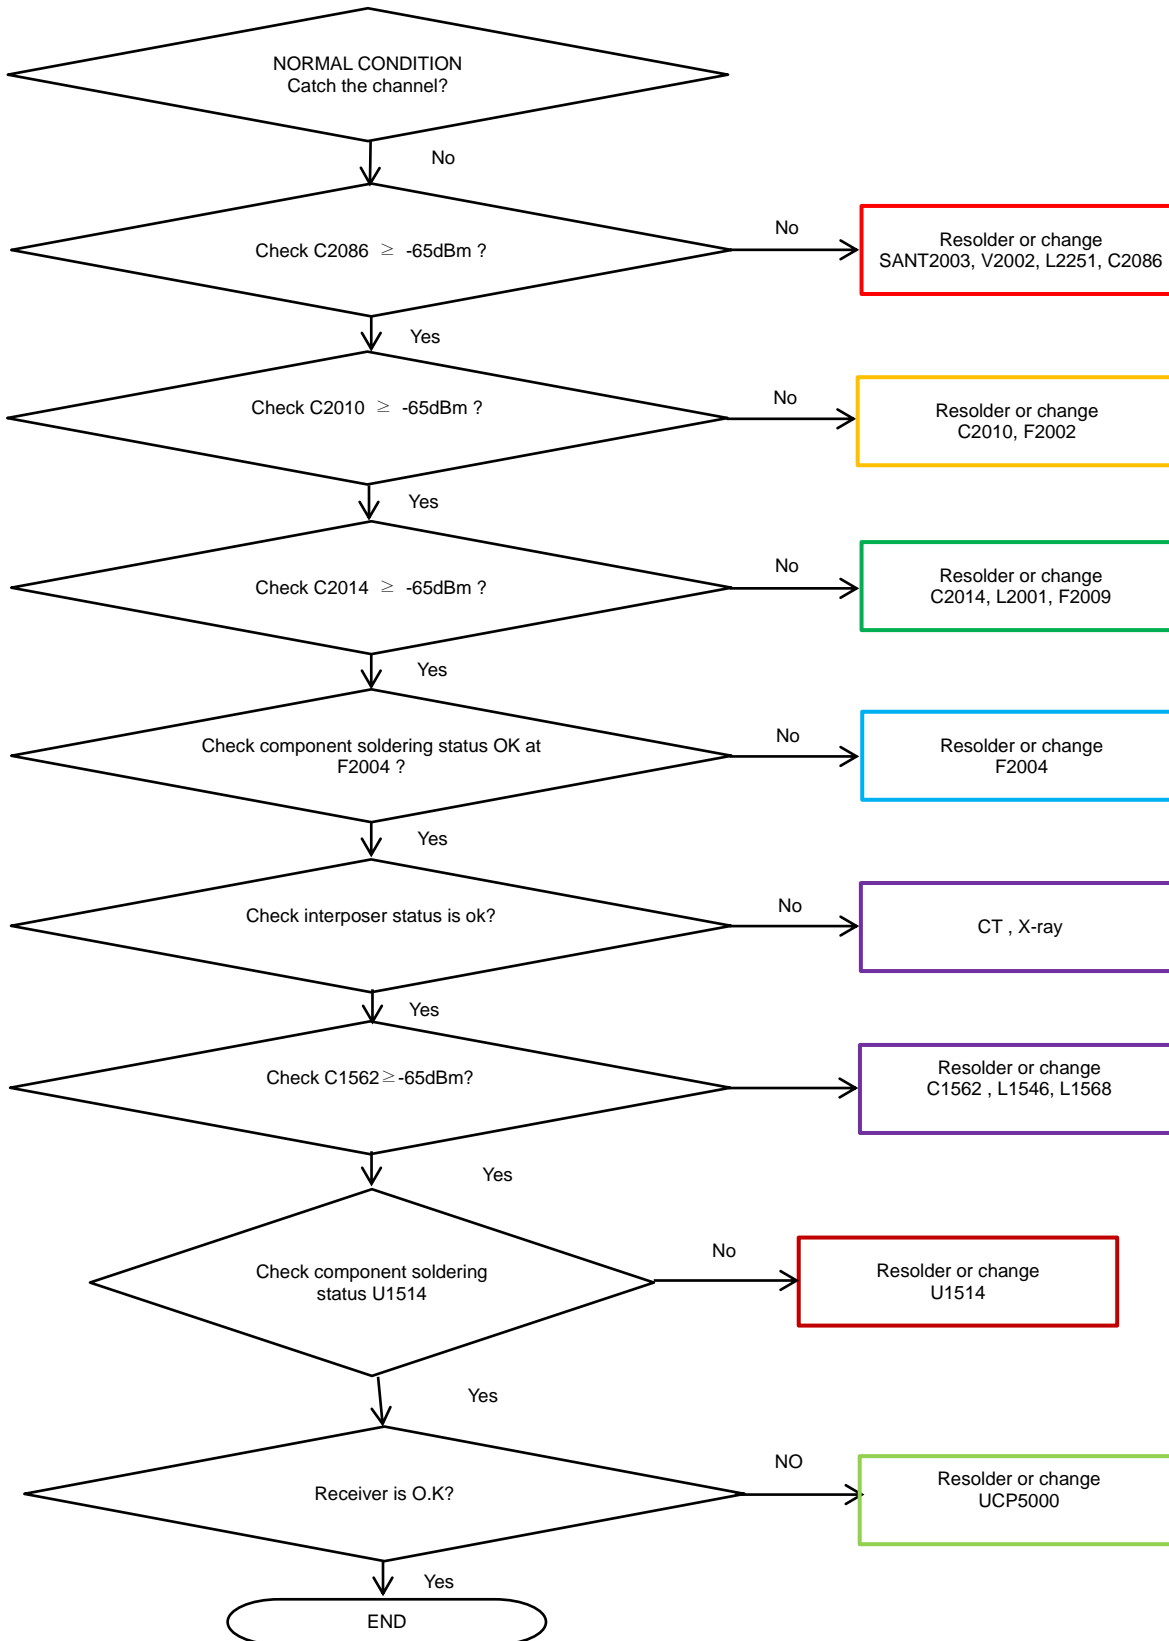 NORMAL CONDITION
Catch the channel?
No
Check C2086 ≥ -65dBm ?
No
Resolder or change
SANT2003, V2002, L2251, C2086
Yes
Check C2010 ≥ -65dBm ?
No
Resolder or change
C2010, F2002
Yes
Check C2014 ≥ -65dBm ?
No
Resolder or change
C2014, L2001, F2009
Yes
Check component soldering status OK at
F2004 ?
No
Resolder or change
F2004
Yes
Check interposer status is ok?
No
CT , X-ray
Yes
Check C1562≥-65dBm?
Resolder or change
C1562 , L1546, L1568
Yes
Check component soldering
status U1514
No
Resolder or change
U1514
Yes
Receiver is O.K?
NO
Resolder or change
UCP5000
Yes
END